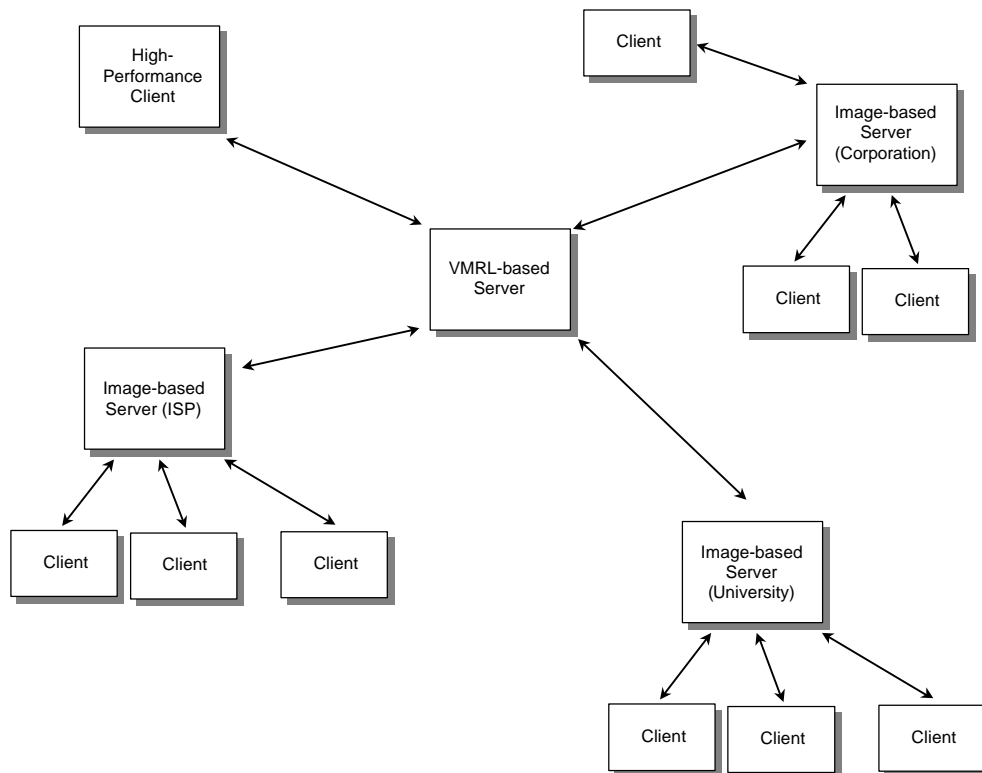 High-
Performance
Client
Client
Image-based
Server
(Corporation)
VMRL-based
Server
Client
Client
Image-based
Server (ISP)
Client
Client
Client
Image-based
Server
(University)
Client
Client
Client